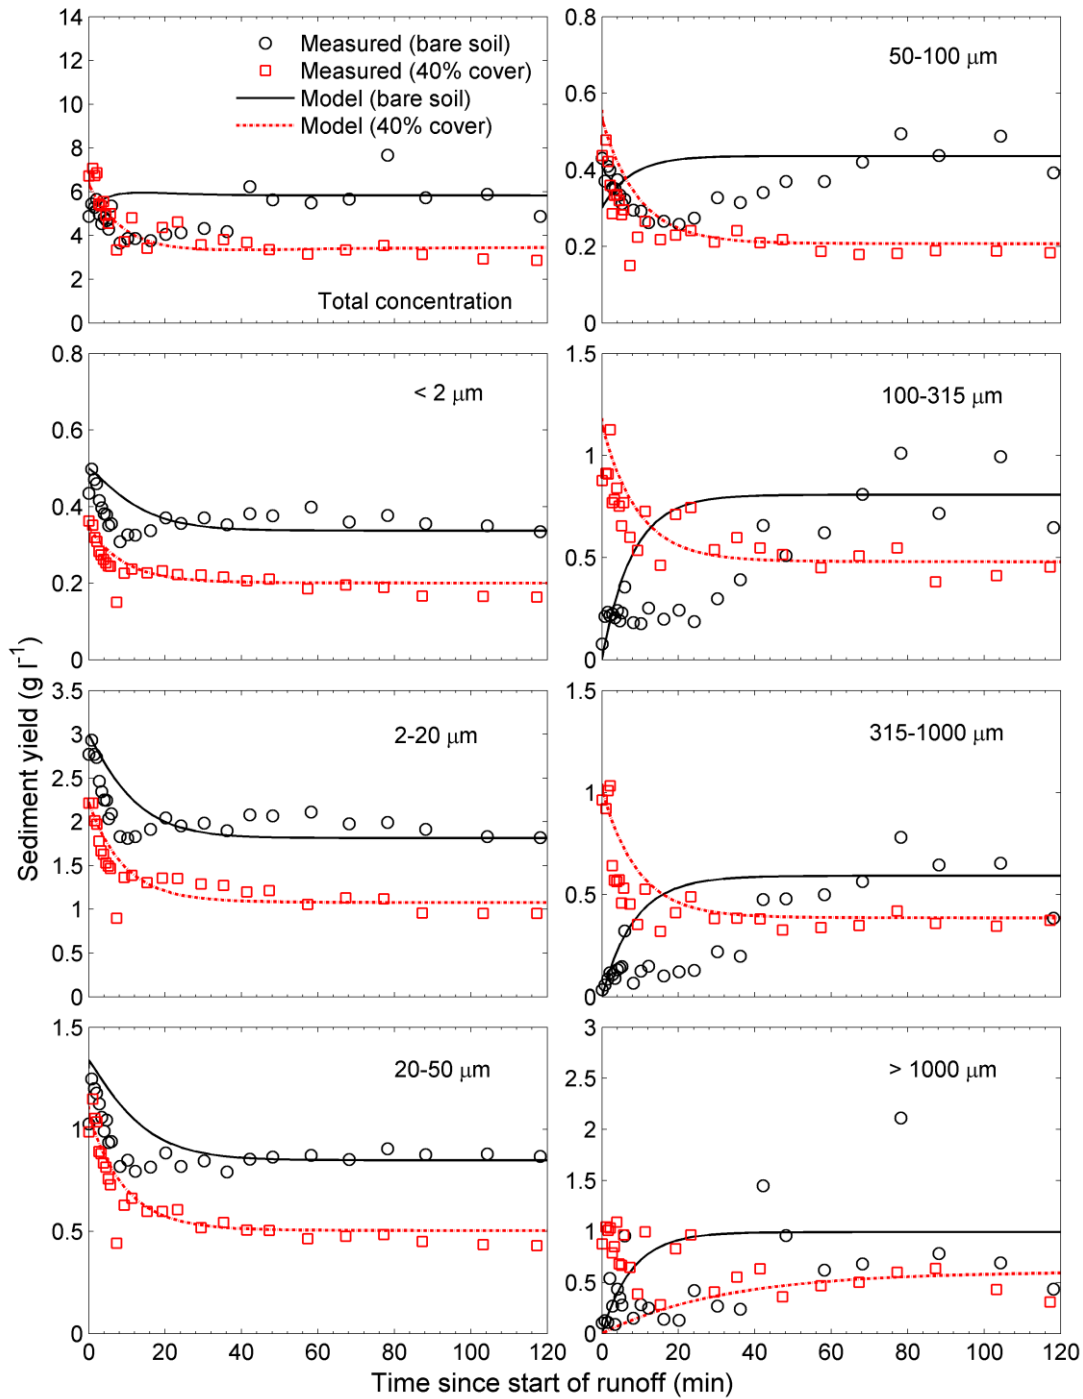 14
12
10
8
6
4
2
0
Measured (bare soil)
Measured (40% cover)
Model (bare soil)
Model (40% cover)
Total concentration
0.8
0.6
0.4
0.2
0
50-100 μm
0.8
0.6
0.4
0.2
0
< 2 μm
1.5
1
0.5
0
100-315 μm
3.5
3
2.5
2
1.5
1
0.5
0
2-20 μm
1.5
1
0.5
0
315-1000 μm
1.5
1
0.5
0
20-50 μm
0 20 40 60 80 100 120
3
2.5
2
1.5
1
0.5
0
> 1000 μm
0 20 40 60 80 100 120
Sediment yield (g l⁻¹)
Time since start of runoff (min)